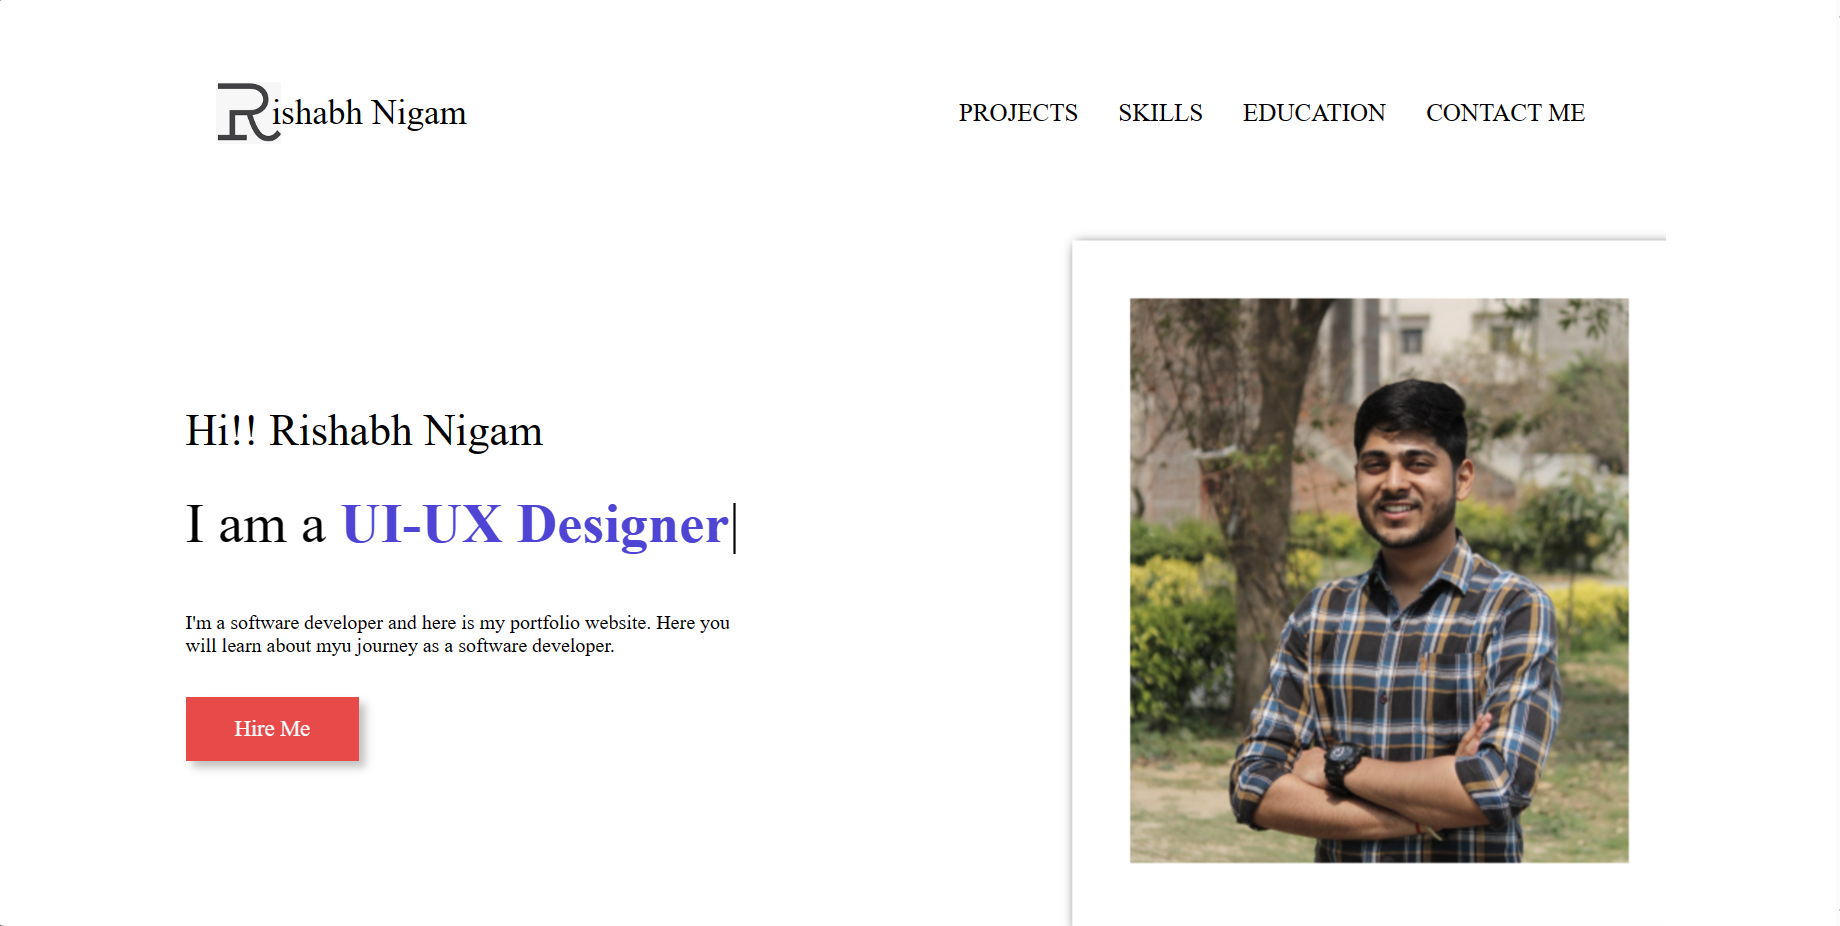 Rishabh Nigam
PROJECTS SKILLS EDUCATION CONTACT ME
Hi!! Rishabh Nigam
I am a UI-UX Designer|
I'm a software developer and here is my portfolio website. Here you
will learn about myu journey as a software developer.
Hire Me